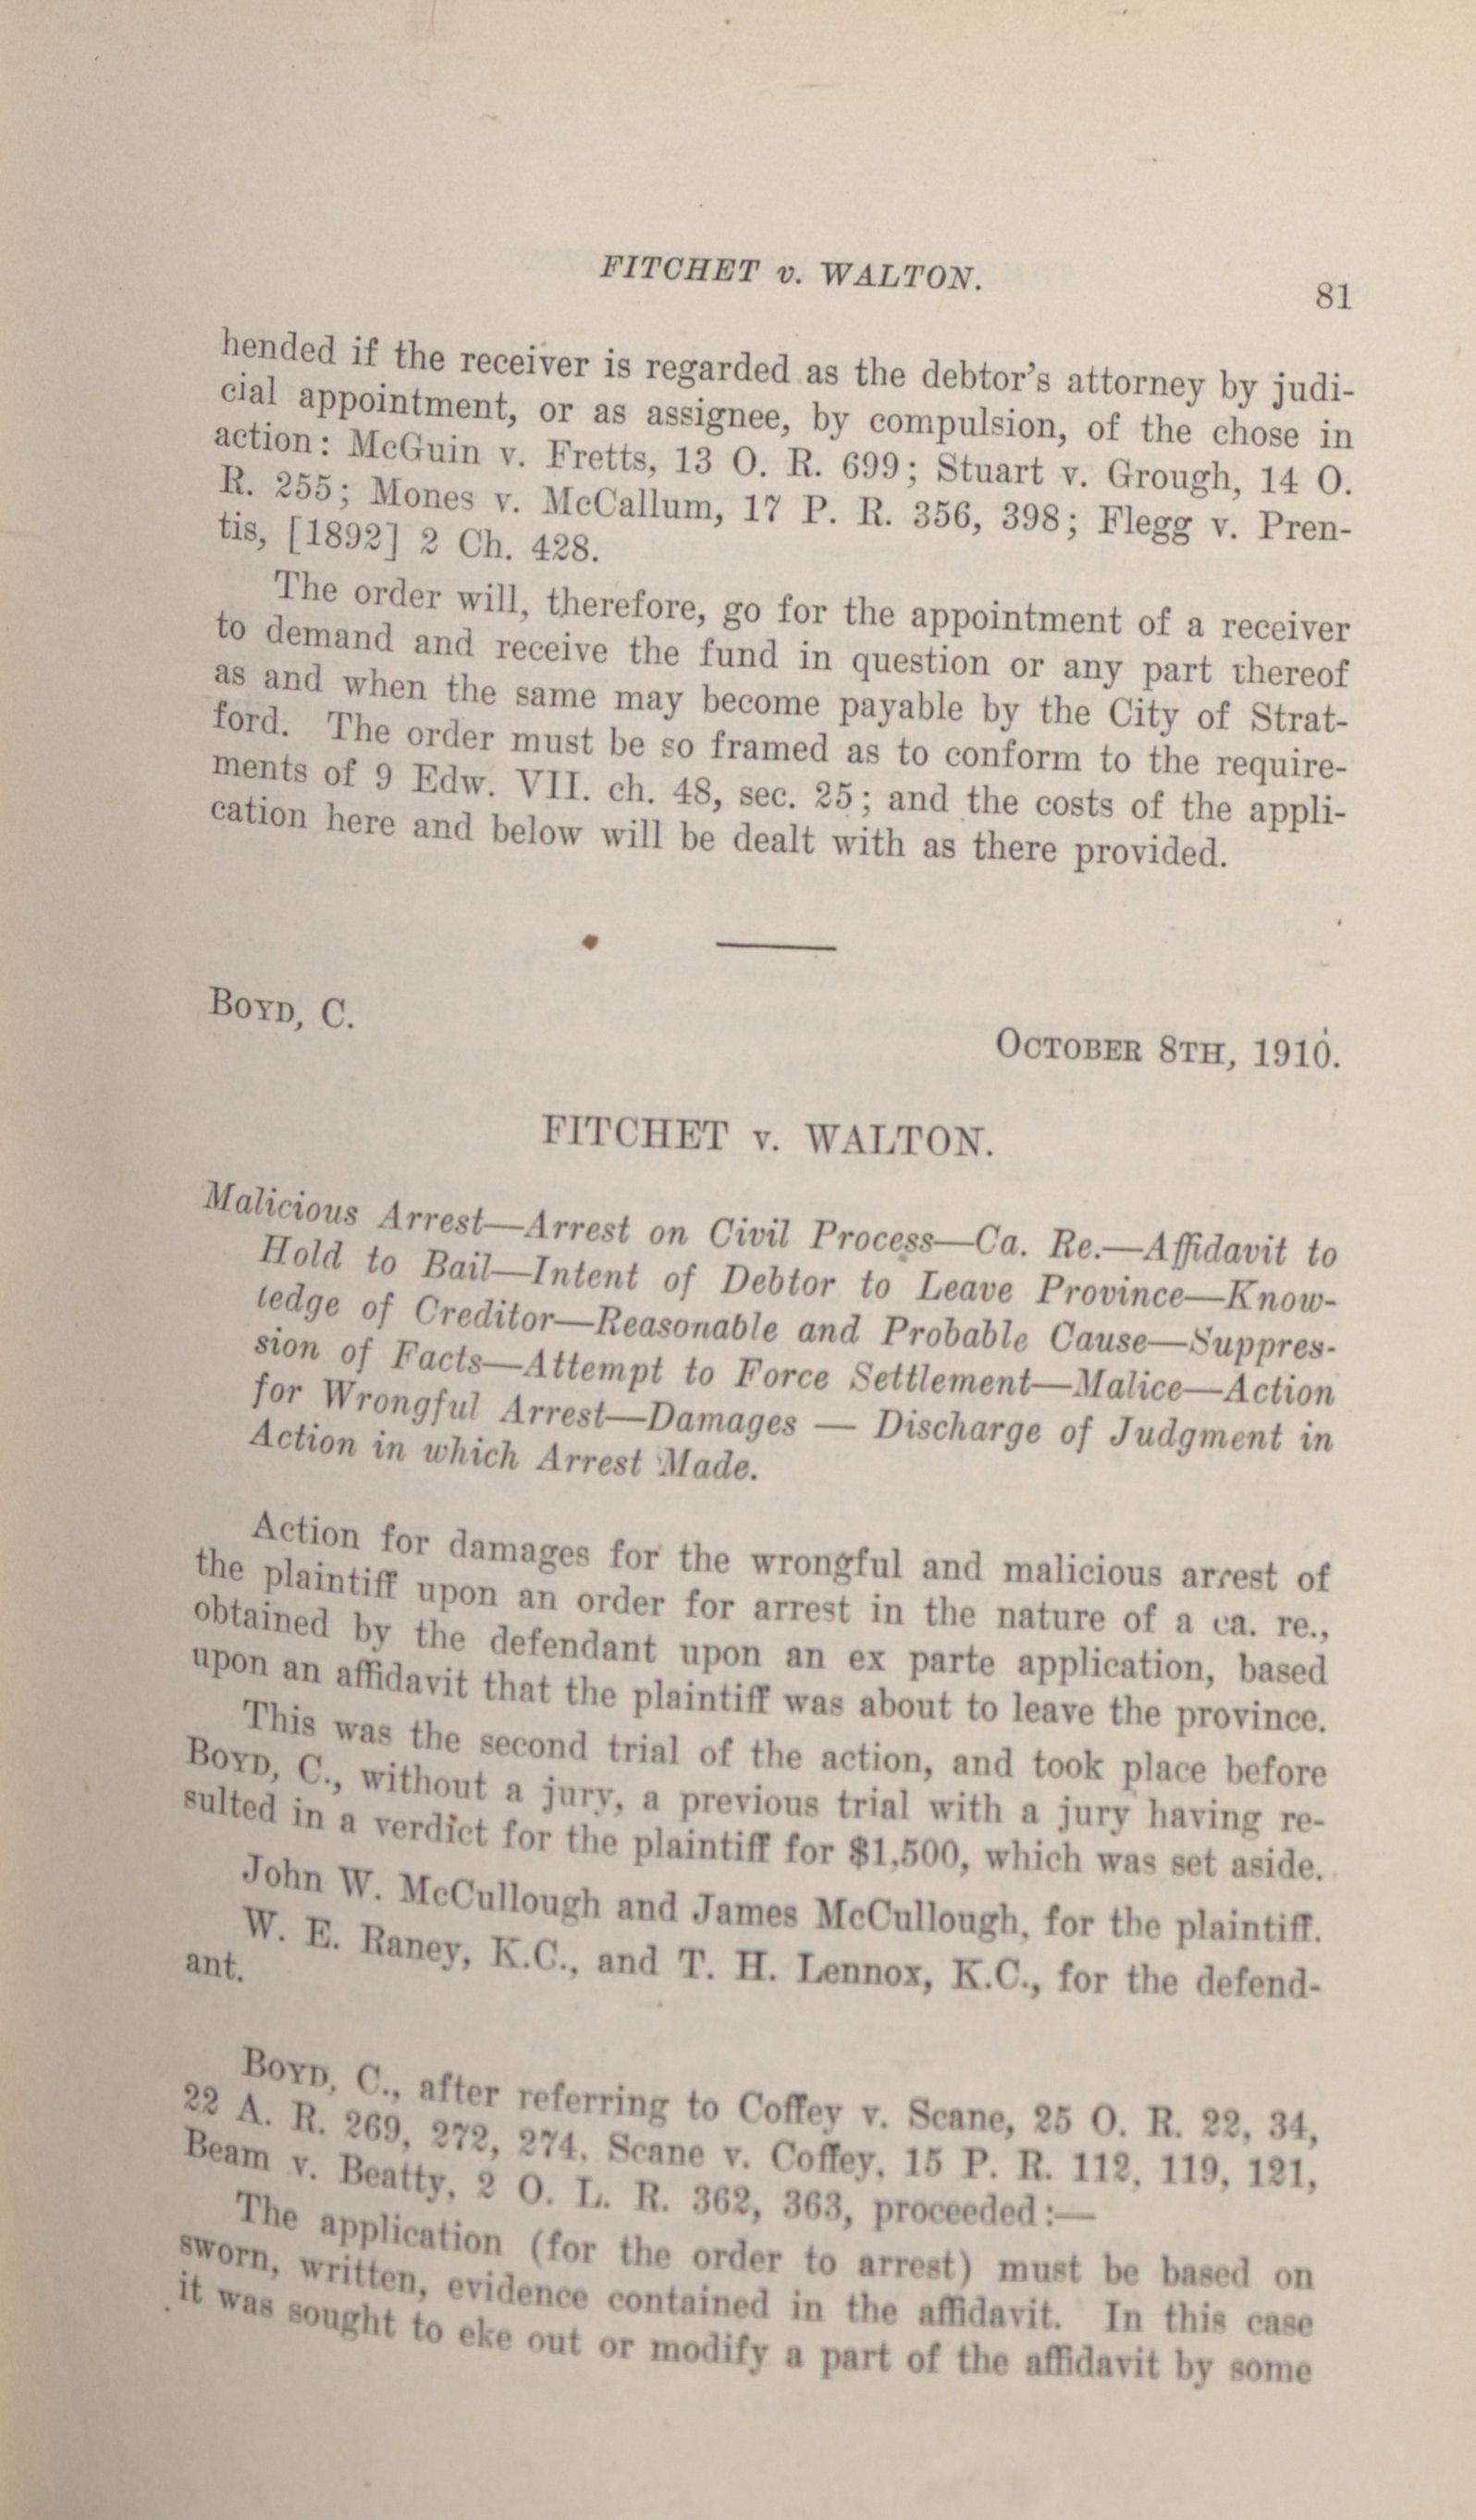 FITCHET v. WALTON.
81
hended if the receiver is regarded as the debtor's attorney by judi-
cial appointment, or as assignee, by compulsion, of the chose in
action: McGuin v. Fretts, 13 O. R. 699; Stuart v. Grough, 14 O.
R. 255; Mones v. McCallum, 17 P. R. 356, 398; Flegg v. Pren-
tis, [1892] 2 Ch. 428.
The order will, therefore, go for the appointment of a receiver
to demand and receive the fund in question or any part thereof
as and when the same may become payable by the City of Strat-
ford. The order must be so framed as to conform to the require-
ments of 9 Edw. VII. ch. 48, sec. 25; and the costs of the appli-
cation here and below will be dealt with as there provided.
BOYD, C.
OCTOBER 8TH, 1910.
FITCHET v. WALTON.
Malicious Arrest—Arrest on Civil Process—Ca. Re.—Affidavit to
Hold to Bail—Intent of Debtor to Leave Province—Know-
ledge of Creditor—Reasonable and Probable Cause—Suppres-
sion of Facts—Attempt to Force Settlement—Malice—Action
for Wrongful Arrest—Damages — Discharge of Judgment in
Action in which Arrest Made.
Action for damages for the wrongful and malicious arrest of
the plaintiff upon an order for arrest in the nature of a ca. re.,
obtained by the defendant upon an ex parte application, based
upon an affidavit that the plaintiff was about to leave the province.
This was the second trial of the action, and took place before
BOYD, C., without a jury, a previous trial with a jury having re-
sulted in a verdict for the plaintiff for $1,500, which was set aside.
John W. McCullough and James McCullough, for the plaintiff.
W. E. Raney, K.C., and T. H. Lennox, K.C., for the defend-
ant.
BOYD, C., after referring to Coffey v. Scane, 25 O. R. 22, 34,
22 A. R. 269, 272, 274, Scane v. Coffey, 15 P. R. 112, 119, 121,
Beam v. Beatty, 2 O. L. R. 362, 363, proceeded:—
The application (for the order to arrest) must be based on
sworn, written, evidence contained in the affidavit. In this case
it was sought to eke out or modify a part of the affidavit by some